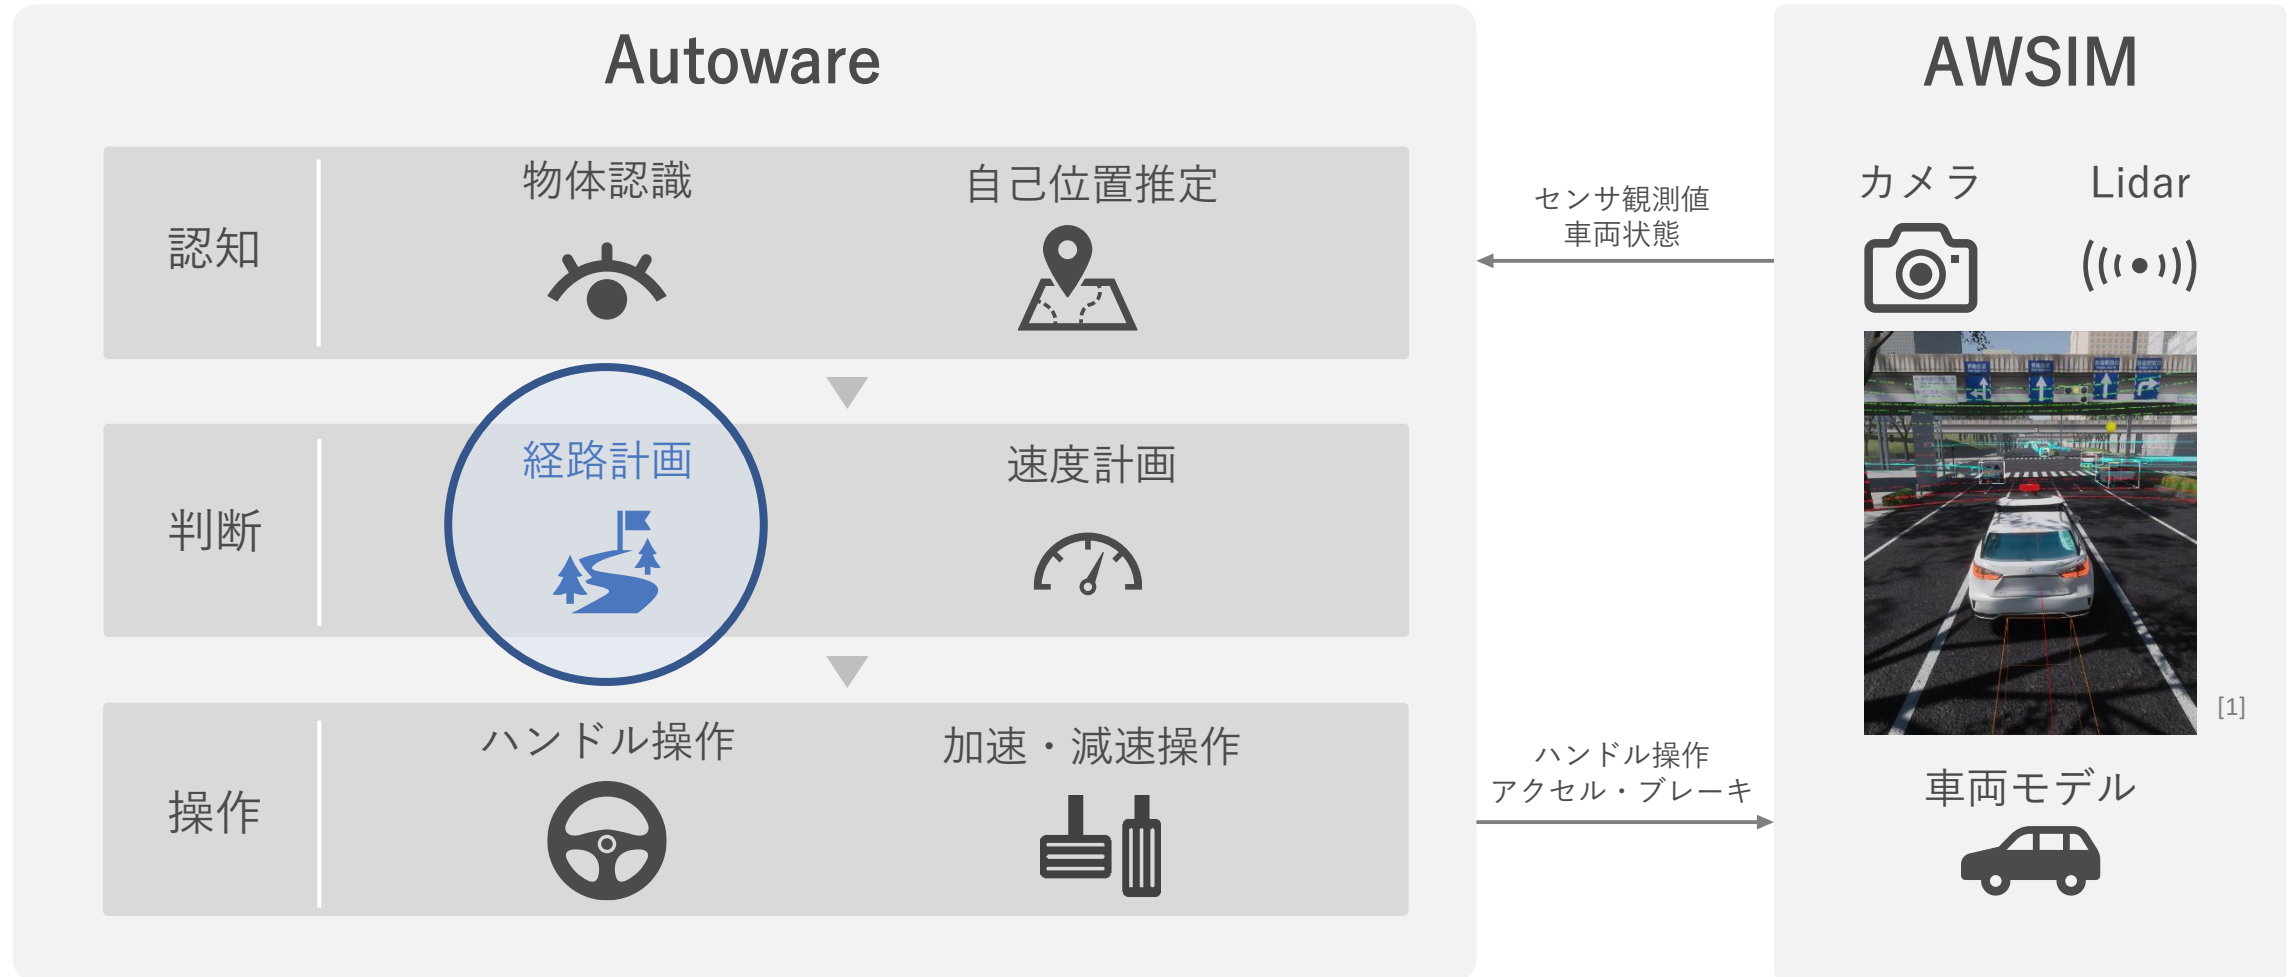 Autoware
認知
物体認識
自己位置推定
判断
経路計画
速度計画
操作
ハンドル操作
加速・減速操作
センサ観測値
車両状態
ハンドル操作
アクセル・ブレーキ
AWSIM
カメラ
Lidar
[1]
車両モデル